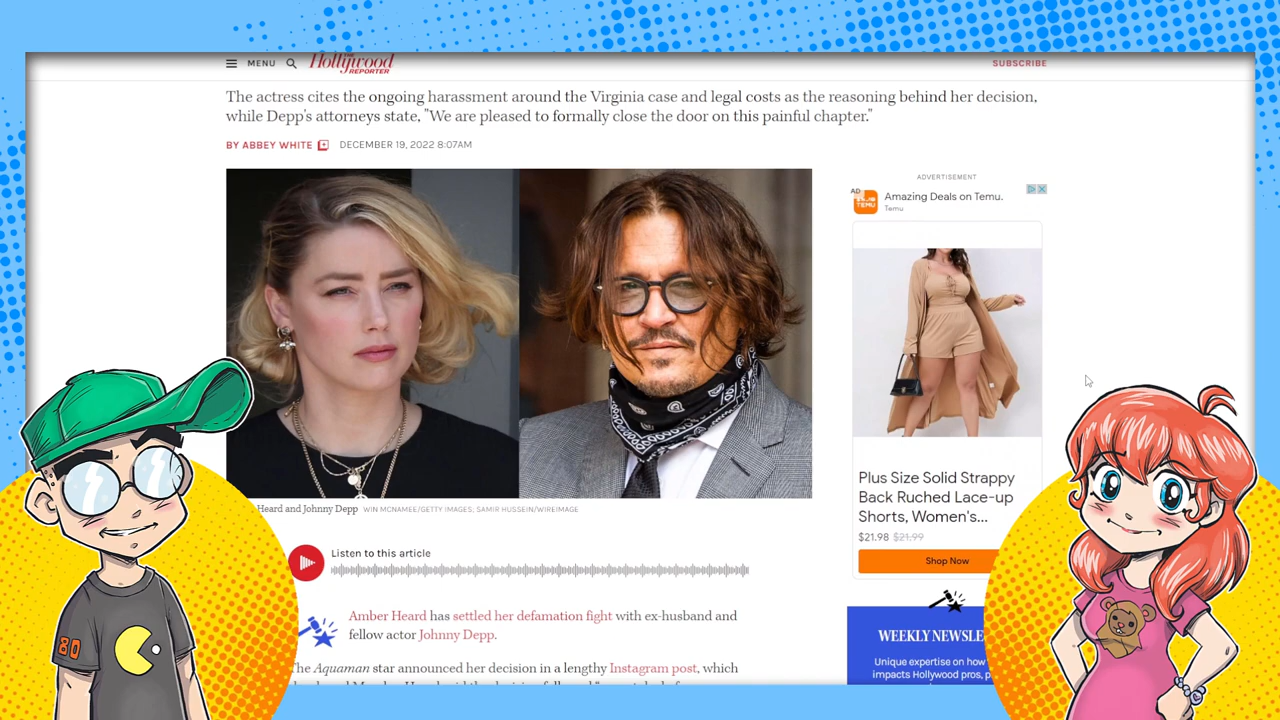 MENU
THE
Hollywood
REPORTER
SUBSCRIBE
The actress cites the ongoing harassment around the Virginia case and legal costs as the reasoning behind her decision,
while Depp's attorneys state, "We are pleased to formally close the door on this painful chapter."
BY ABBEY WHITE
DECEMBER 19, 2022 8:07AM
ADVERTISEMENT
AD
TEMU
Amazing Deals on Temu.
Temu
Plus Size Solid Strappy
Back Ruched Lace-up
Shorts, Women's...
$21.98 $21.99
Shop Now
Heard and Johnny Depp WIN MCNAMEE/GETTY IMAGES; SAMIR HUSSEIN/WIREIMAGE
Listen to this article
Amber Heard has settled her defamation fight with ex-husband and
fellow actor Johnny Depp.
he Aquaman star announced her decision in a lengthy Instagram post, which
WEEKLY NEWSLE
Unique expertise on how
impacts Hollywood pros, p
80